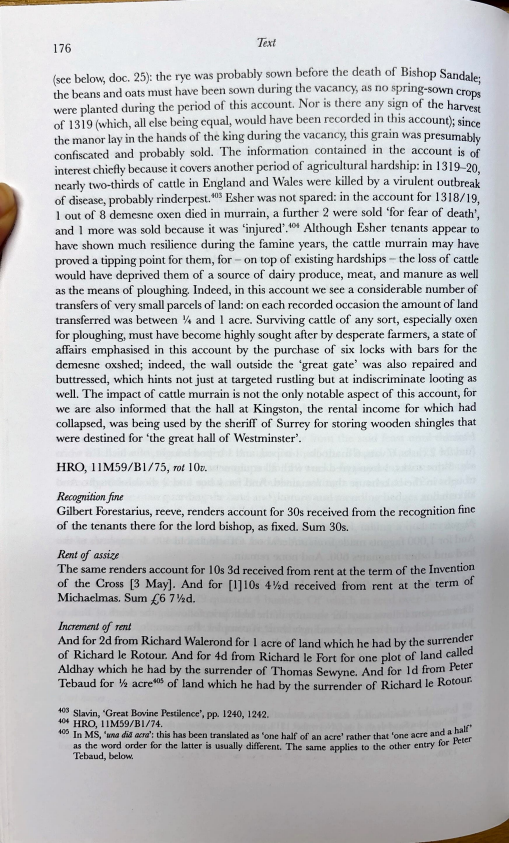 176
Text
(see below, doc. 25): the rye was probably sown before the death of Bishop Sandale;
the beans and oats must have been sown during the vacancy, as no spring-sown crops
were planted during the period of this account. Nor is there any sign of the harvest
of 1319 (which, all else being equal, would have been recorded in this account); since
the manor lay in the hands of the king during the vacancy, this grain was presumably
confiscated and probably sold. The information contained in the account is of
interest chiefly because it covers another period of agricultural hardship: in 1319–20,
nearly two-thirds of cattle in England and Wales were killed by a virulent outbreak
of disease, probably rinderpest.⁴⁰³ Esher was not spared: in the account for 1318/19,
1 out of 8 demesne oxen died in murrain, a further 2 were sold ‘for fear of death’,
and 1 more was sold because it was ‘injured’.⁴⁰⁴ Although Esher tenants appear to
have shown much resilience during the famine years, the cattle murrain may have
proved a tipping point for them, for – on top of existing hardships – the loss of cattle
would have deprived them of a source of dairy produce, meat, and manure as well
as the means of ploughing. Indeed, in this account we see a considerable number of
transfers of very small parcels of land: on each recorded occasion the amount of land
transferred was between ¼ and 1 acre. Surviving cattle of any sort, especially oxen
for ploughing, must have become highly sought after by desperate farmers, a state of
affairs emphasised in this account by the purchase of six locks with bars for the
demesne oxshed; indeed, the wall outside the ‘great gate’ was also repaired and
buttressed, which hints not just at targeted rustling but at indiscriminate looting as
well. The impact of cattle murrain is not the only notable aspect of this account, for
we are also informed that the hall at Kingston, the rental income for which had
collapsed, was being used by the sheriff of Surrey for storing wooden shingles that
were destined for ‘the great hall of Westminster’.
HRO, 11M59/B1/75, rot 10v.
Recognition fine
Gilbert Forestarius, reeve, renders account for 30s received from the recognition fine
of the tenants there for the lord bishop, as fixed. Sum 30s.
Rent of assize
The same renders account for 10s 3d received from rent at the term of the Invention
of the Cross [3 May]. And for [1]10s 4½d received from rent at the term of
Michaelmas. Sum £6 7½d.
Increment of rent
And for 2d from Richard Walerond for 1 acre of land which he had by the surrender
of Richard le Rotour. And for 4d from Richard le Fort for one plot of land called
Aldhay which he had by the surrender of Thomas Sewyne. And for 1d from Peter
Tebaud for ½ acre⁴⁰⁵ of land which he had by the surrender of Richard le Rotour.
⁴⁰³ Slavin, ‘Great Bovine Pestilence’, pp. 1240, 1242.
⁴⁰⁴ HRO, 11M59/B1/74.
⁴⁰⁵ In MS, ‘una diā acra’: this has been translated as ‘one half of an acre’ rather that ‘one acre and a half’
as the word order for the latter is usually different. The same applies to the other entry for Peter
Tebaud, below.